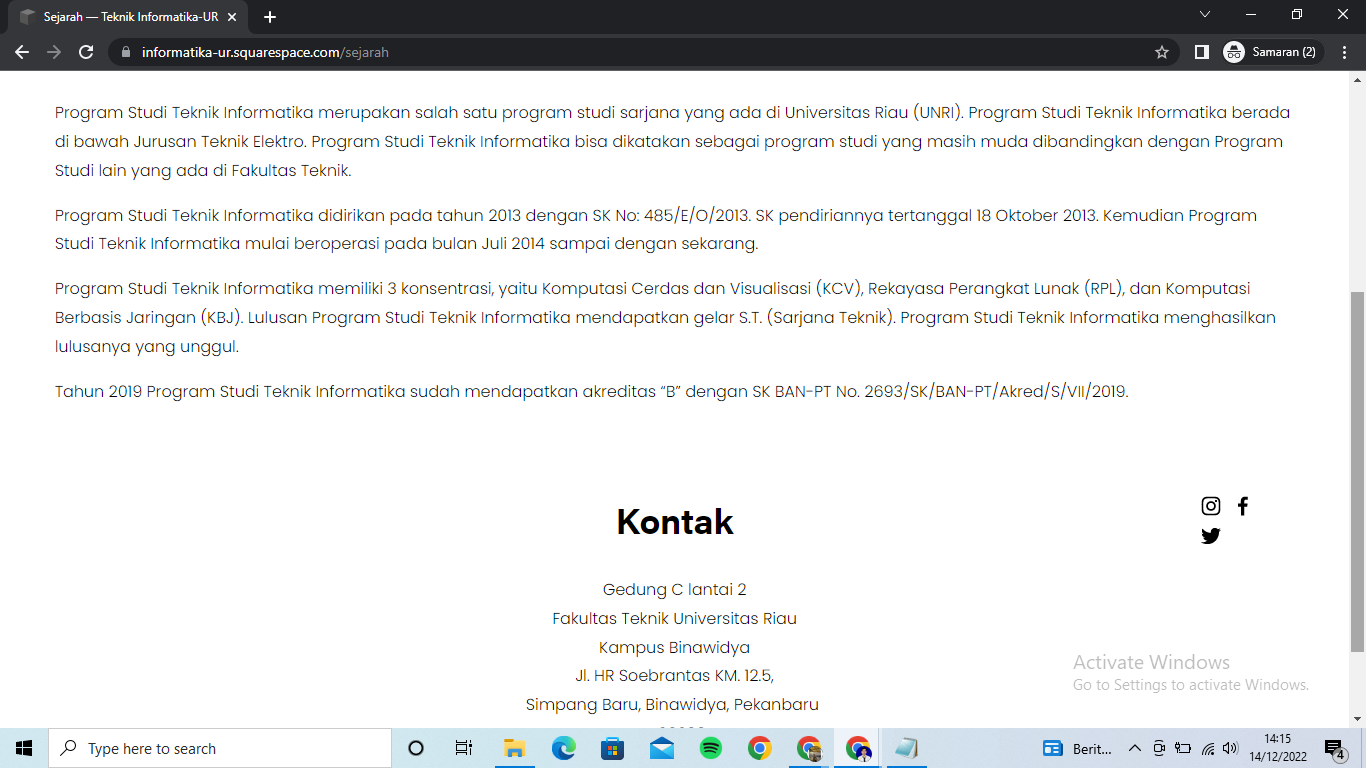 Sejarah — Teknik Informatika-UR
informatika-ur.squarespace.com/sejarah
Samaran (2)
Program Studi Teknik Informatika merupakan salah satu program studi sarjana yang ada di Universitas Riau (UNRI). Program Studi Teknik Informatika berada
di bawah Jurusan Teknik Elektro. Program Studi Teknik Informatika bisa dikatakan sebagai program studi yang masih muda dibandingkan dengan Program
Studi lain yang ada di Fakultas Teknik.
Program Studi Teknik Informatika didirikan pada tahun 2013 dengan SK No: 485/E/O/2013. SK pendiriannya tertanggal 18 Oktober 2013. Kemudian Program
Studi Teknik Informatika mulai beroperasi pada bulan Juli 2014 sampai dengan sekarang.
Program Studi Teknik Informatika memiliki 3 konsentrasi, yaitu Komputasi Cerdas dan Visualisasi (KCV), Rekayasa Perangkat Lunak (RPL), dan Komputasi
Berbasis Jaringan (KBJ). Lulusan Program Studi Teknik Informatika mendapatkan gelar S.T. (Sarjana Teknik). Program Studi Teknik Informatika menghasilkan
lulusanya yang unggul.
Tahun 2019 Program Studi Teknik Informatika sudah mendapatkan akreditas “B” dengan SK BAN-PT No. 2693/SK/BAN-PT/Akred/S/VII/2019.
Kontak
Gedung C lantai 2
Fakultas Teknik Universitas Riau
Kampus Binawidya
Jl. HR Soebrantas KM. 12.5,
Simpang Baru, Binawidya, Pekanbaru
Activate Windows
Go to Settings to activate Windows.
Type here to search
Berit...
14:15
14/12/2022
4